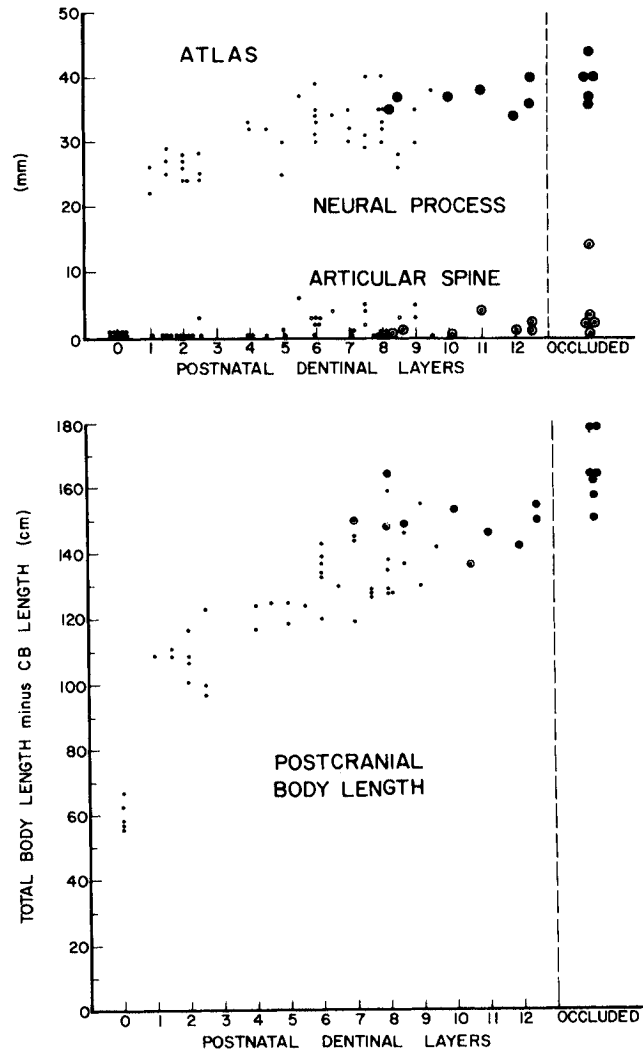 ATLAS
(mm)
50
40
30
20
10
0
NEURAL PROCESS
ARTICULAR SPINE
0 1 2 3 4 5 6 7 8 9 10 11 12 OCCLUDED
POSTNATAL DENTINAL LAYERS
TOTAL BODY LENGTH minus CB LENGTH (cm)
180
160
140
120
100
80
60
40
20
0
POSTCRANIAL
BODY LENGTH
0 1 2 3 4 5 6 7 8 9 10 11 12 OCCLUDED
POSTNATAL DENTINAL LAYERS